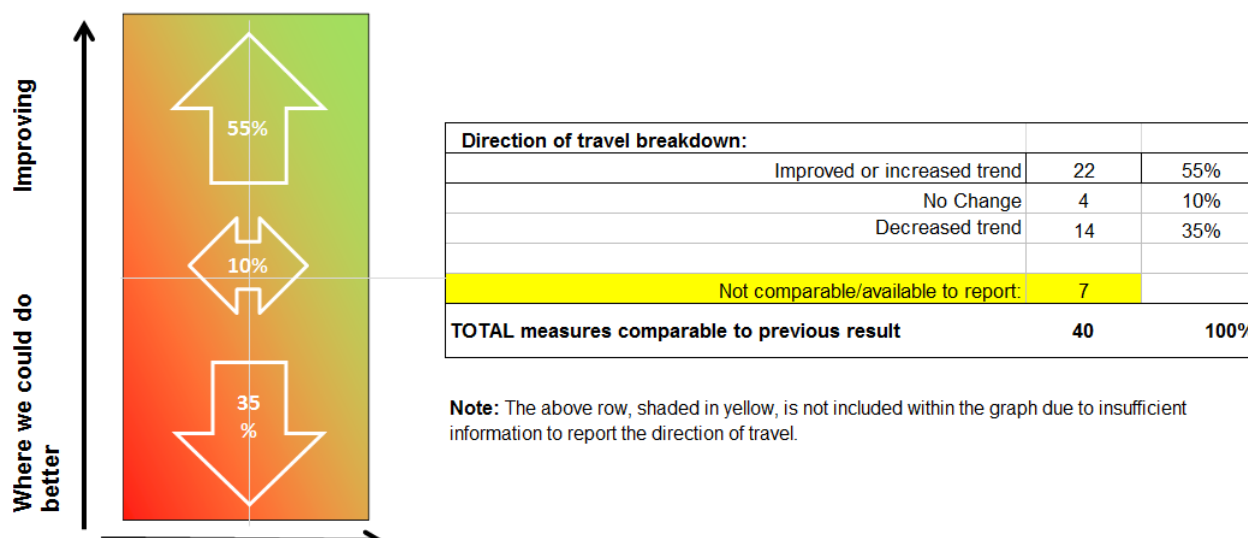 Improving
Where we could do
better
55%
10%
35
%
Direction of travel breakdown:
Improved or increased trend 22 55%
No Change 4 10%
Decreased trend 14 35%
Not comparable/available to report: 7
TOTAL measures comparable to previous result 40 100%
Note: The above row, shaded in yellow, is not included within the graph due to insufficient
information to report the direction of travel.